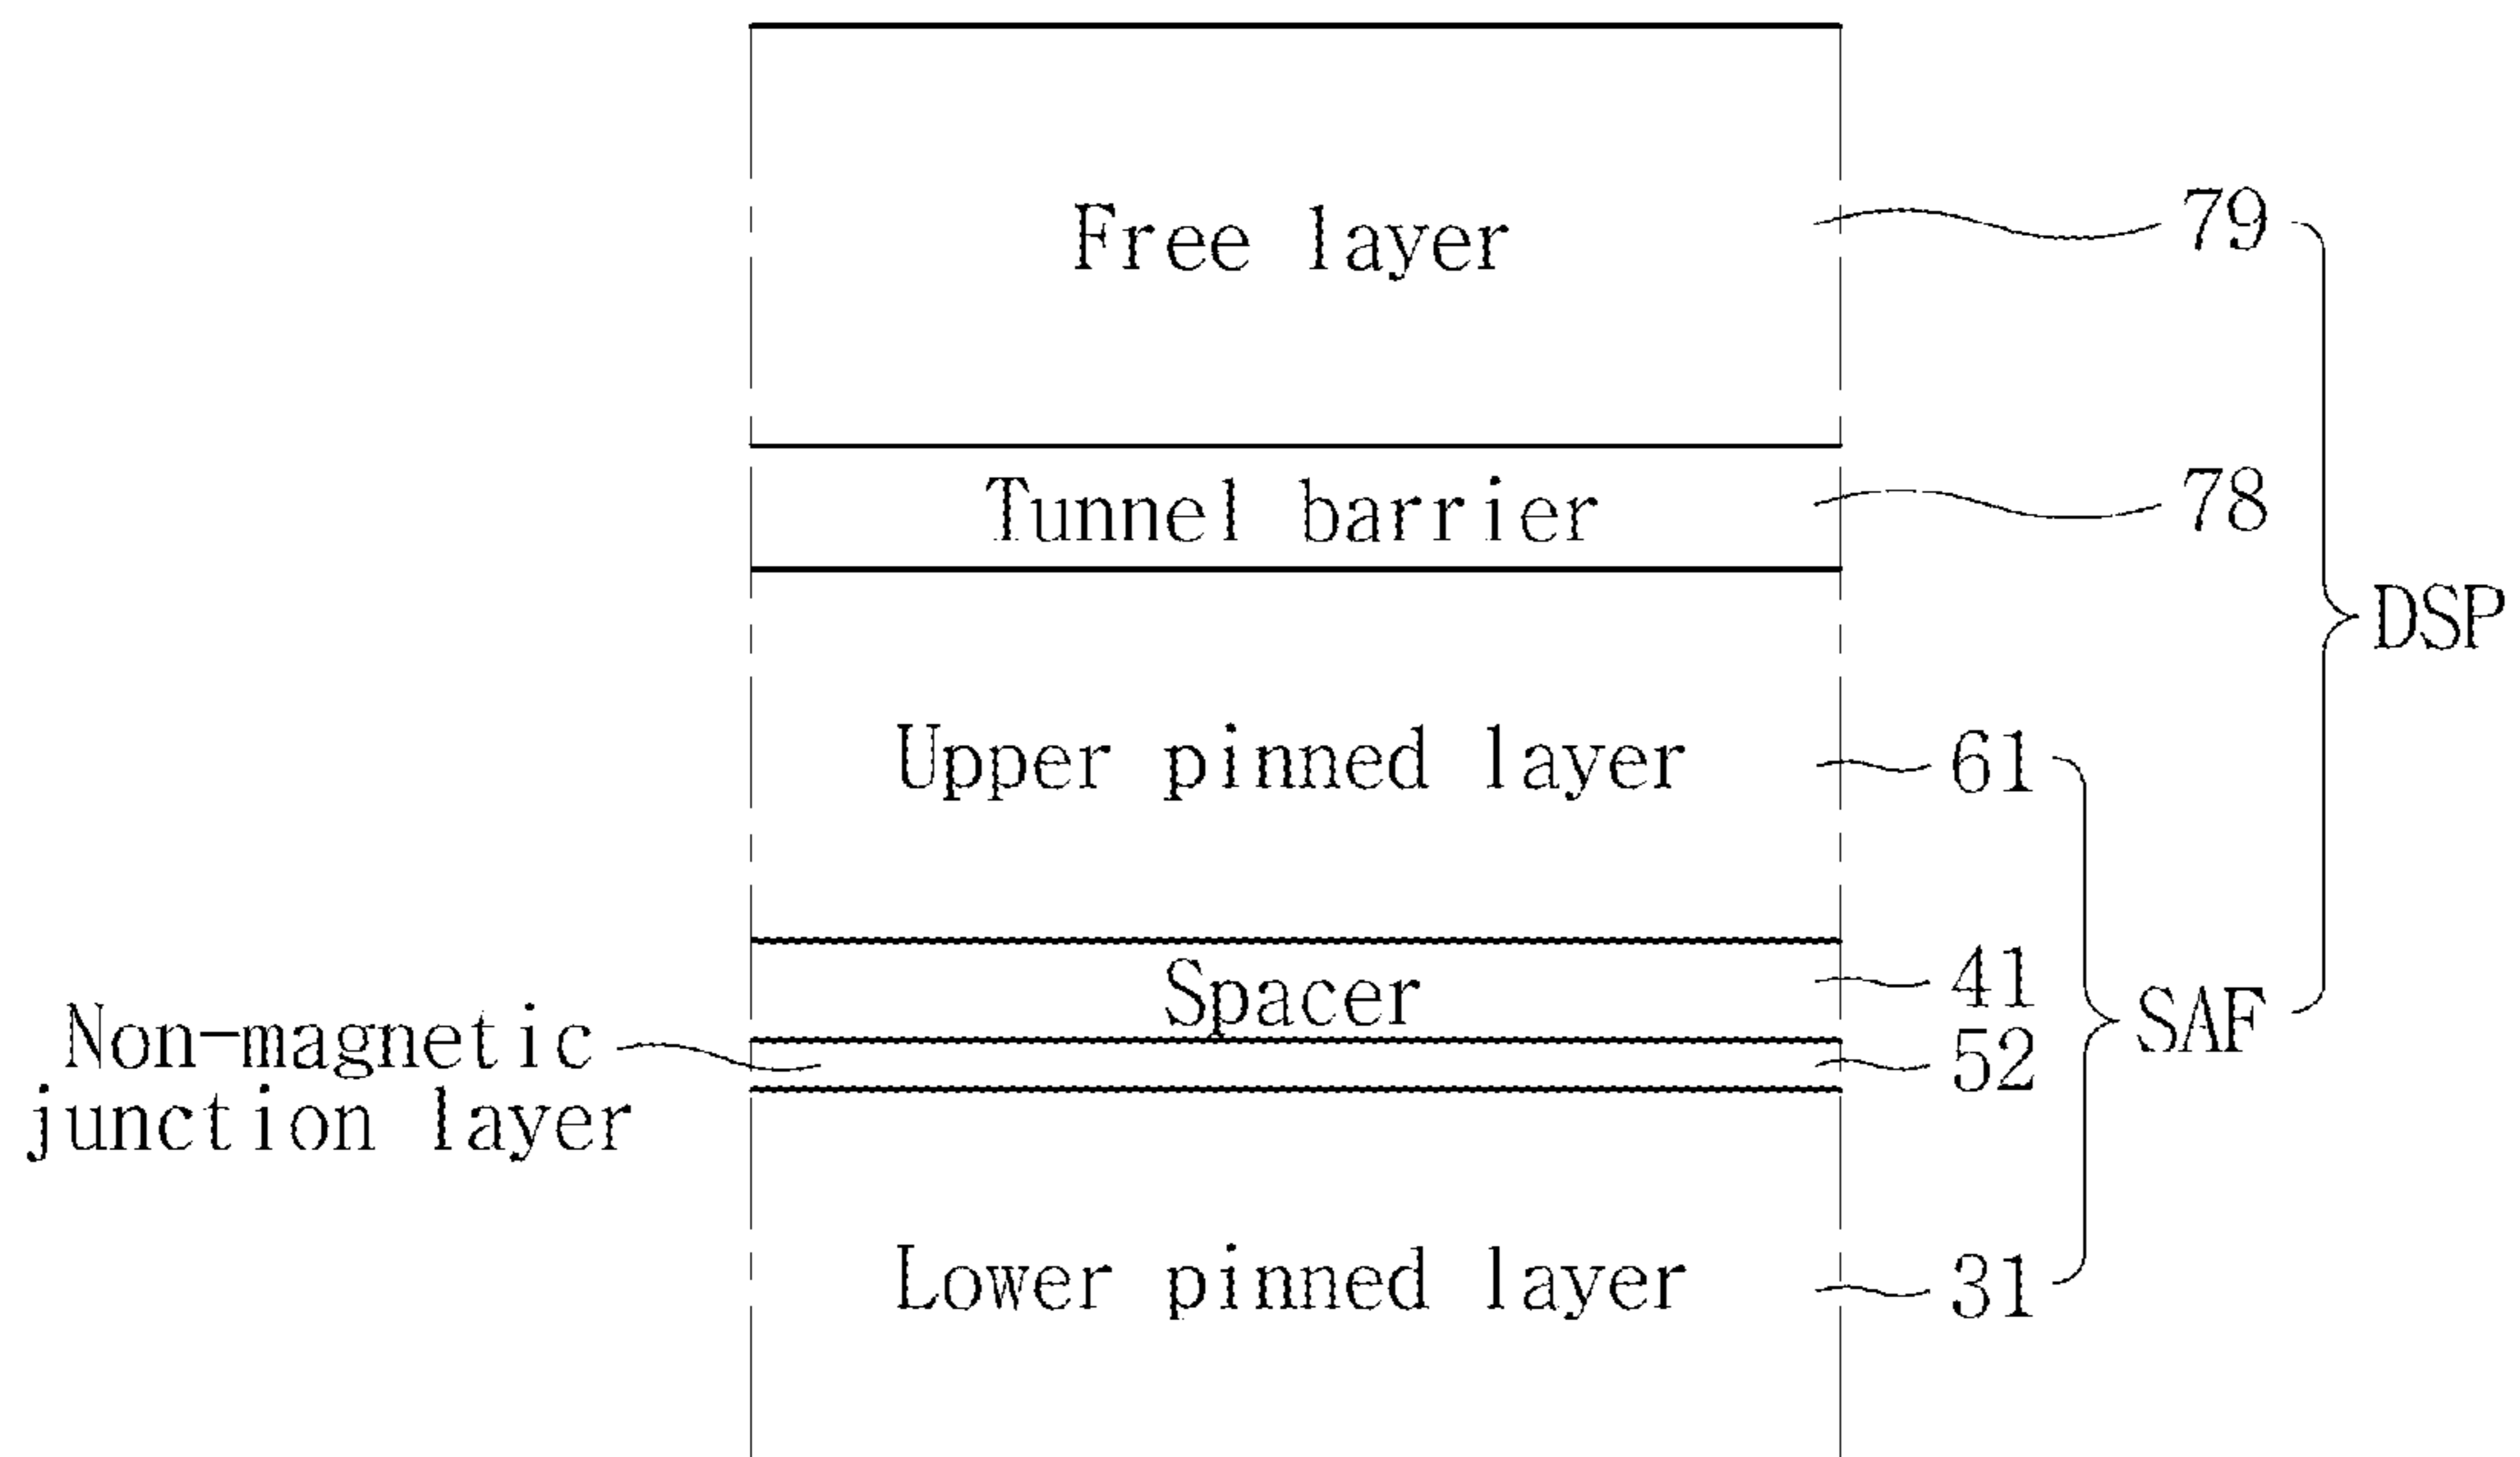 Free layer
79
Tunnel barrier
78
DSP
Upper pinned layer
61
Spacer
41
SAF
Non-magnetic
junction layer
52
Lower pinned layer
31